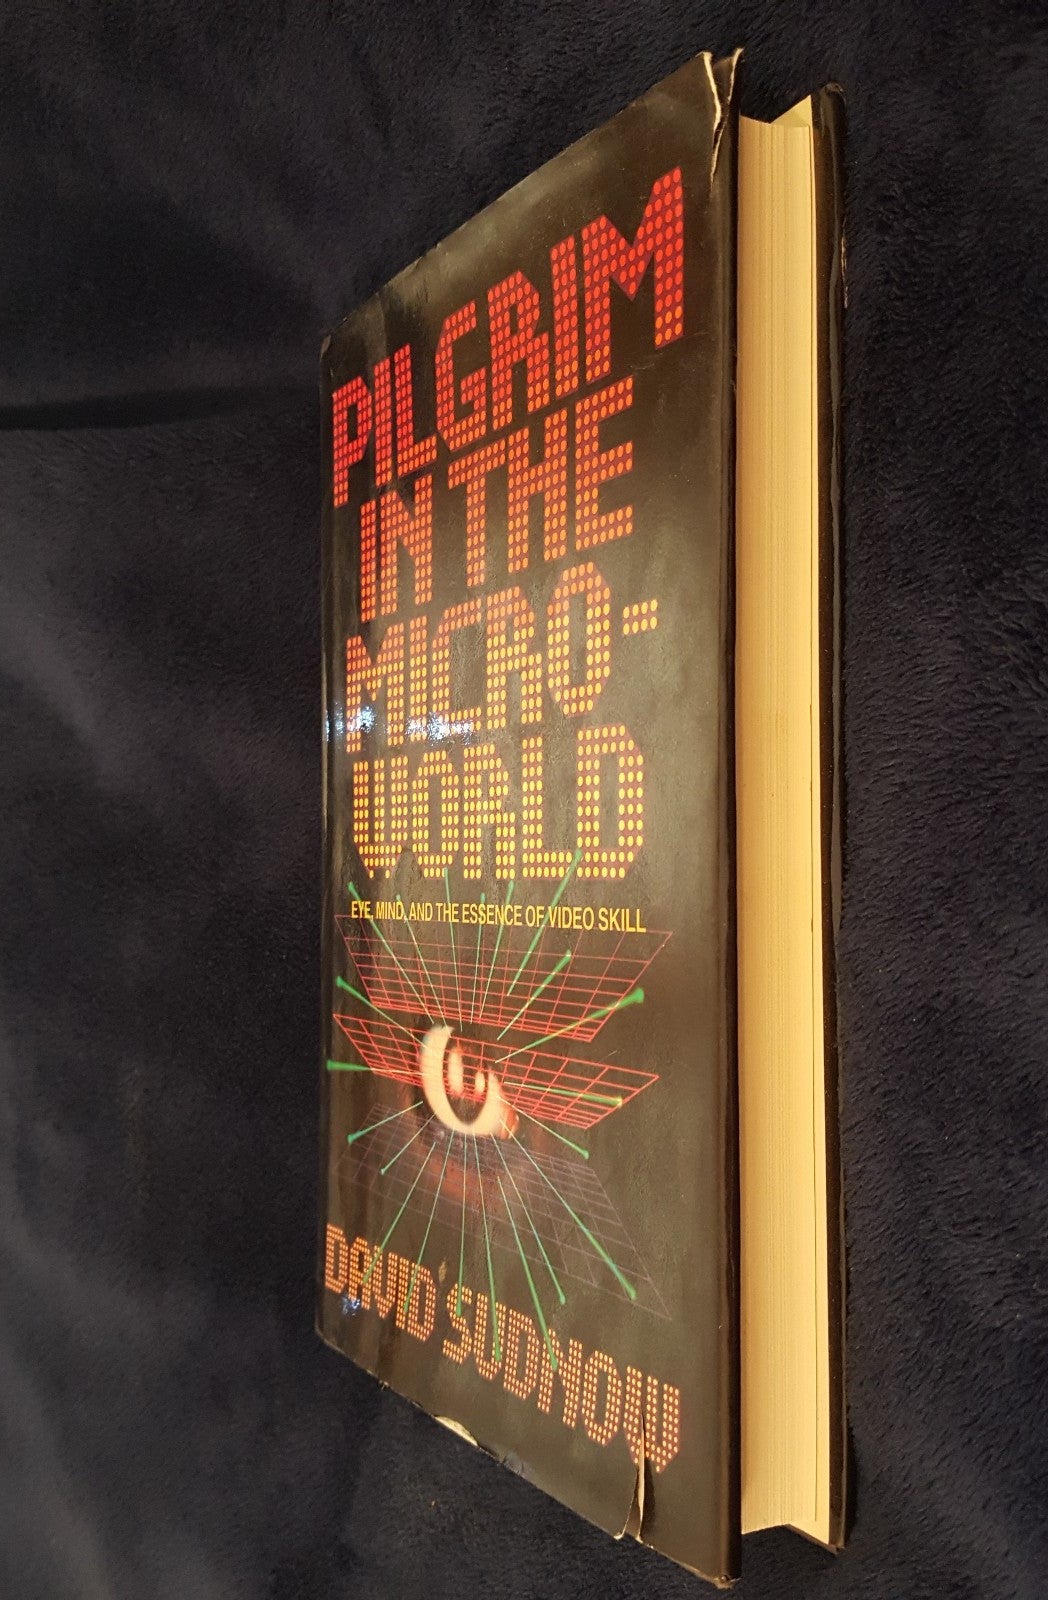 PILGRIM
IN THE
MICRO-
WORLD
EYE, MIND, AND THE ESSENCE OF VIDEO SKILL
DAVID SUDNOW